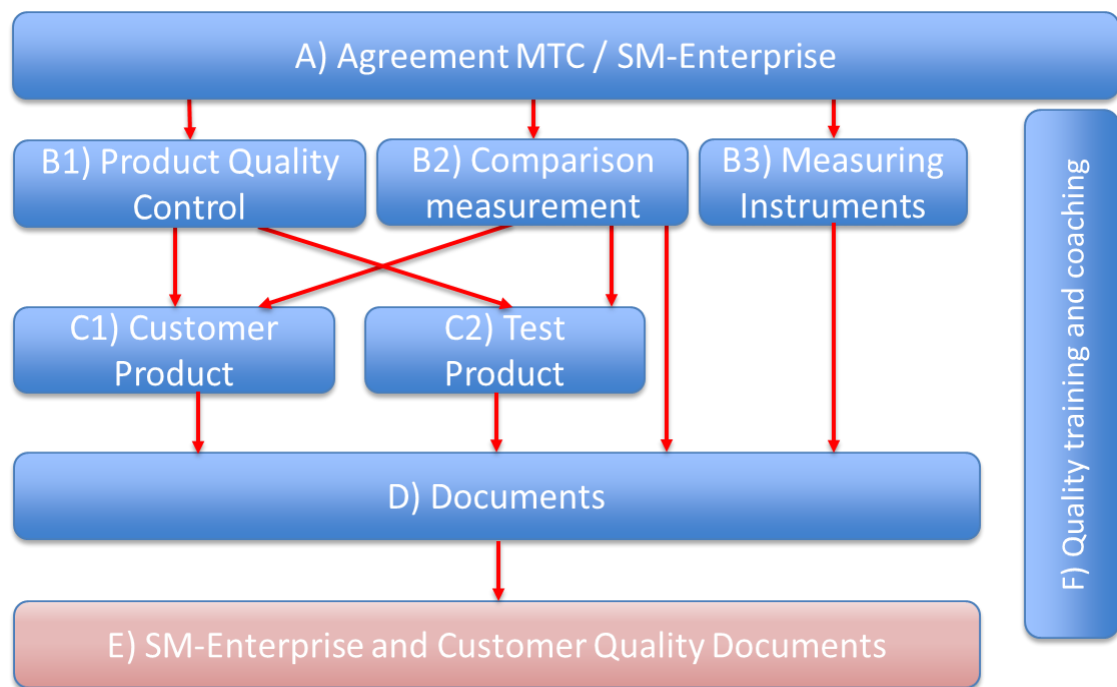 A) Agreement MTC / SM-Enterprise
B1) Product Quality
Control
B2) Comparison
measurement
B3) Measuring
Instruments
C1) Customer
Product
C2) Test
Product
D) Documents
E) SM-Enterprise and Customer Quality Documents
F) Quality training and coaching